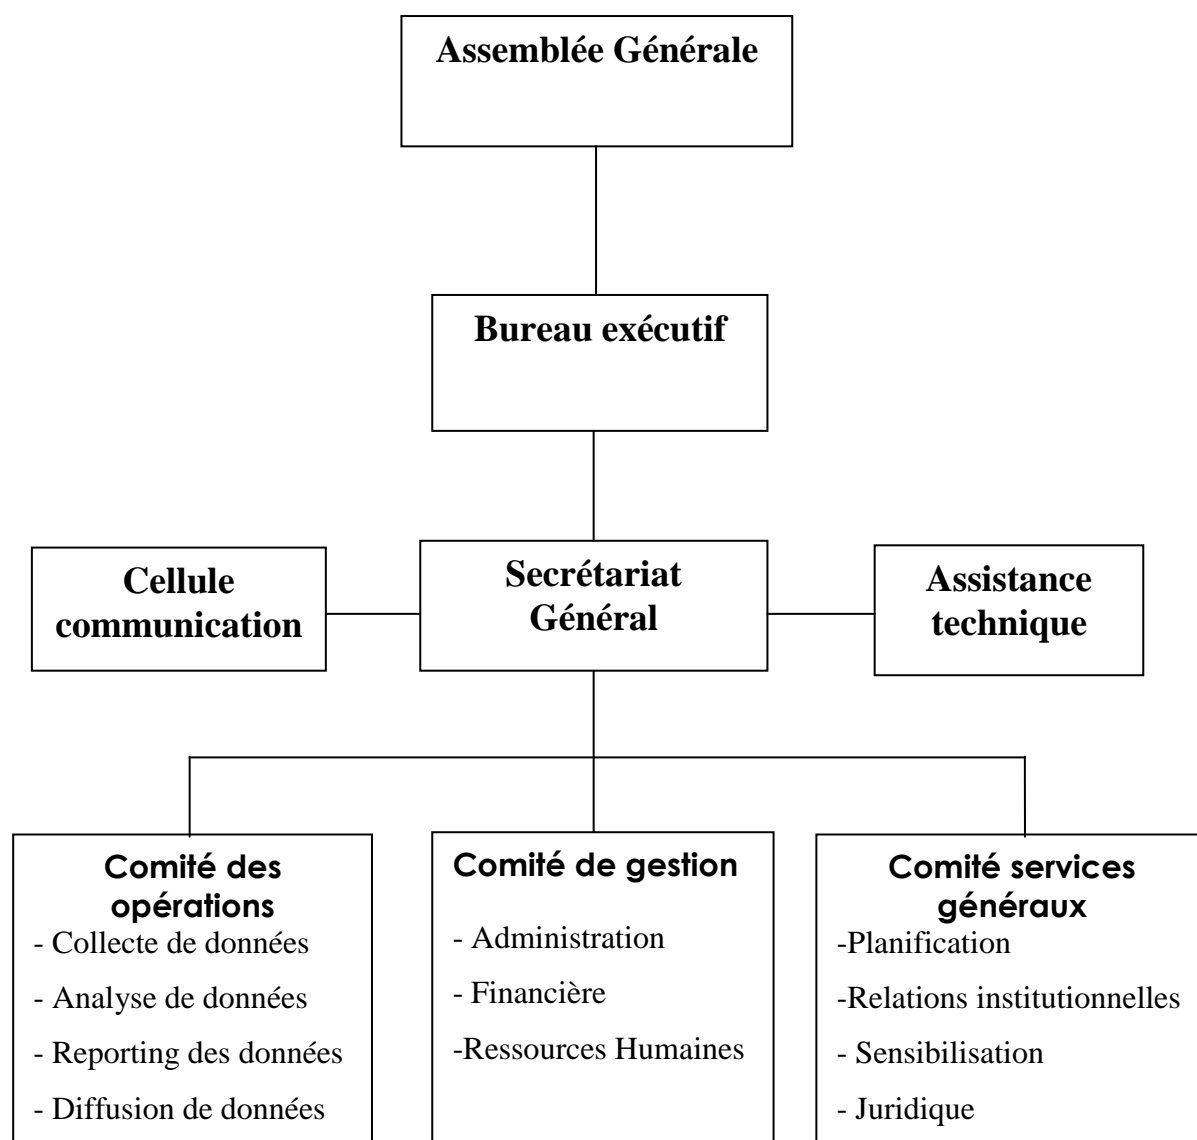 Assemblée Générale
Bureau exécutif
Cellule
communication
Secrétariat
Général
Assistance
technique
Comité des
opérations
- Collecte de données
- Analyse de données
- Reporting des données
- Diffusion de données
Comité de gestion
- Administration
- Financière
-Ressources Humaines
Comité services
généraux
-Planification
-Relations institutionnelles
- Sensibilisation
- Juridique